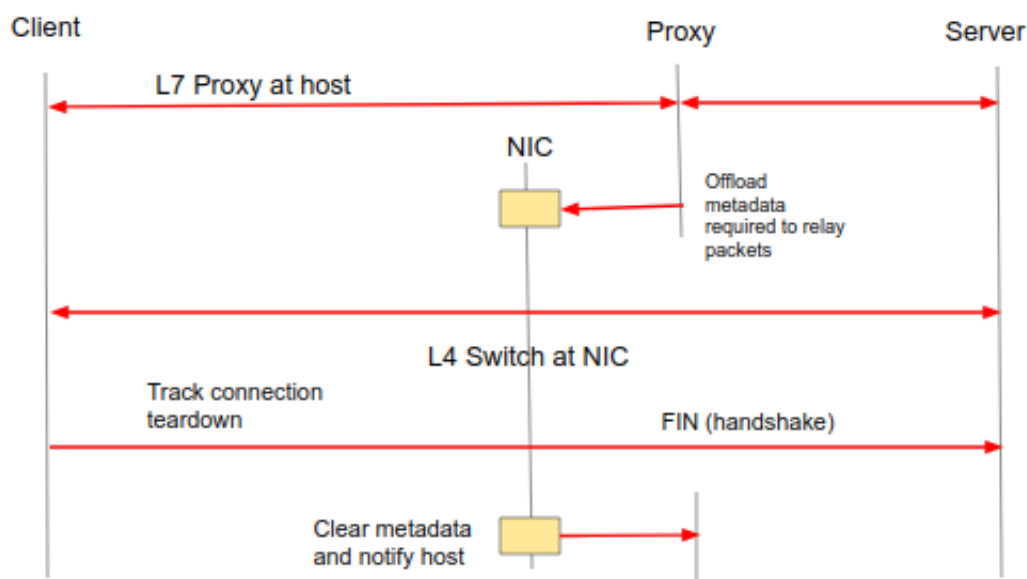 Client
Proxy
Server
L7 Proxy at host
NIC
Offload
metadata
required to relay
packets
L4 Switch at NIC
Track connection
teardown
FIN (handshake)
Clear metadata
and notify host